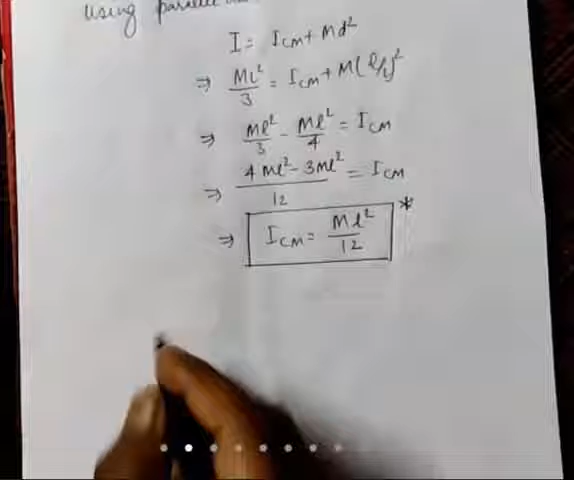 using parallel
I = Icm + Md²
⇒ ML²/3 = Icm + M(l/2)²
⇒ Ml²/3 - Ml²/4 = Icm
⇒ 4Ml² - 3Ml²/12 = Icm
⇒ Icm = Ml²/12 *